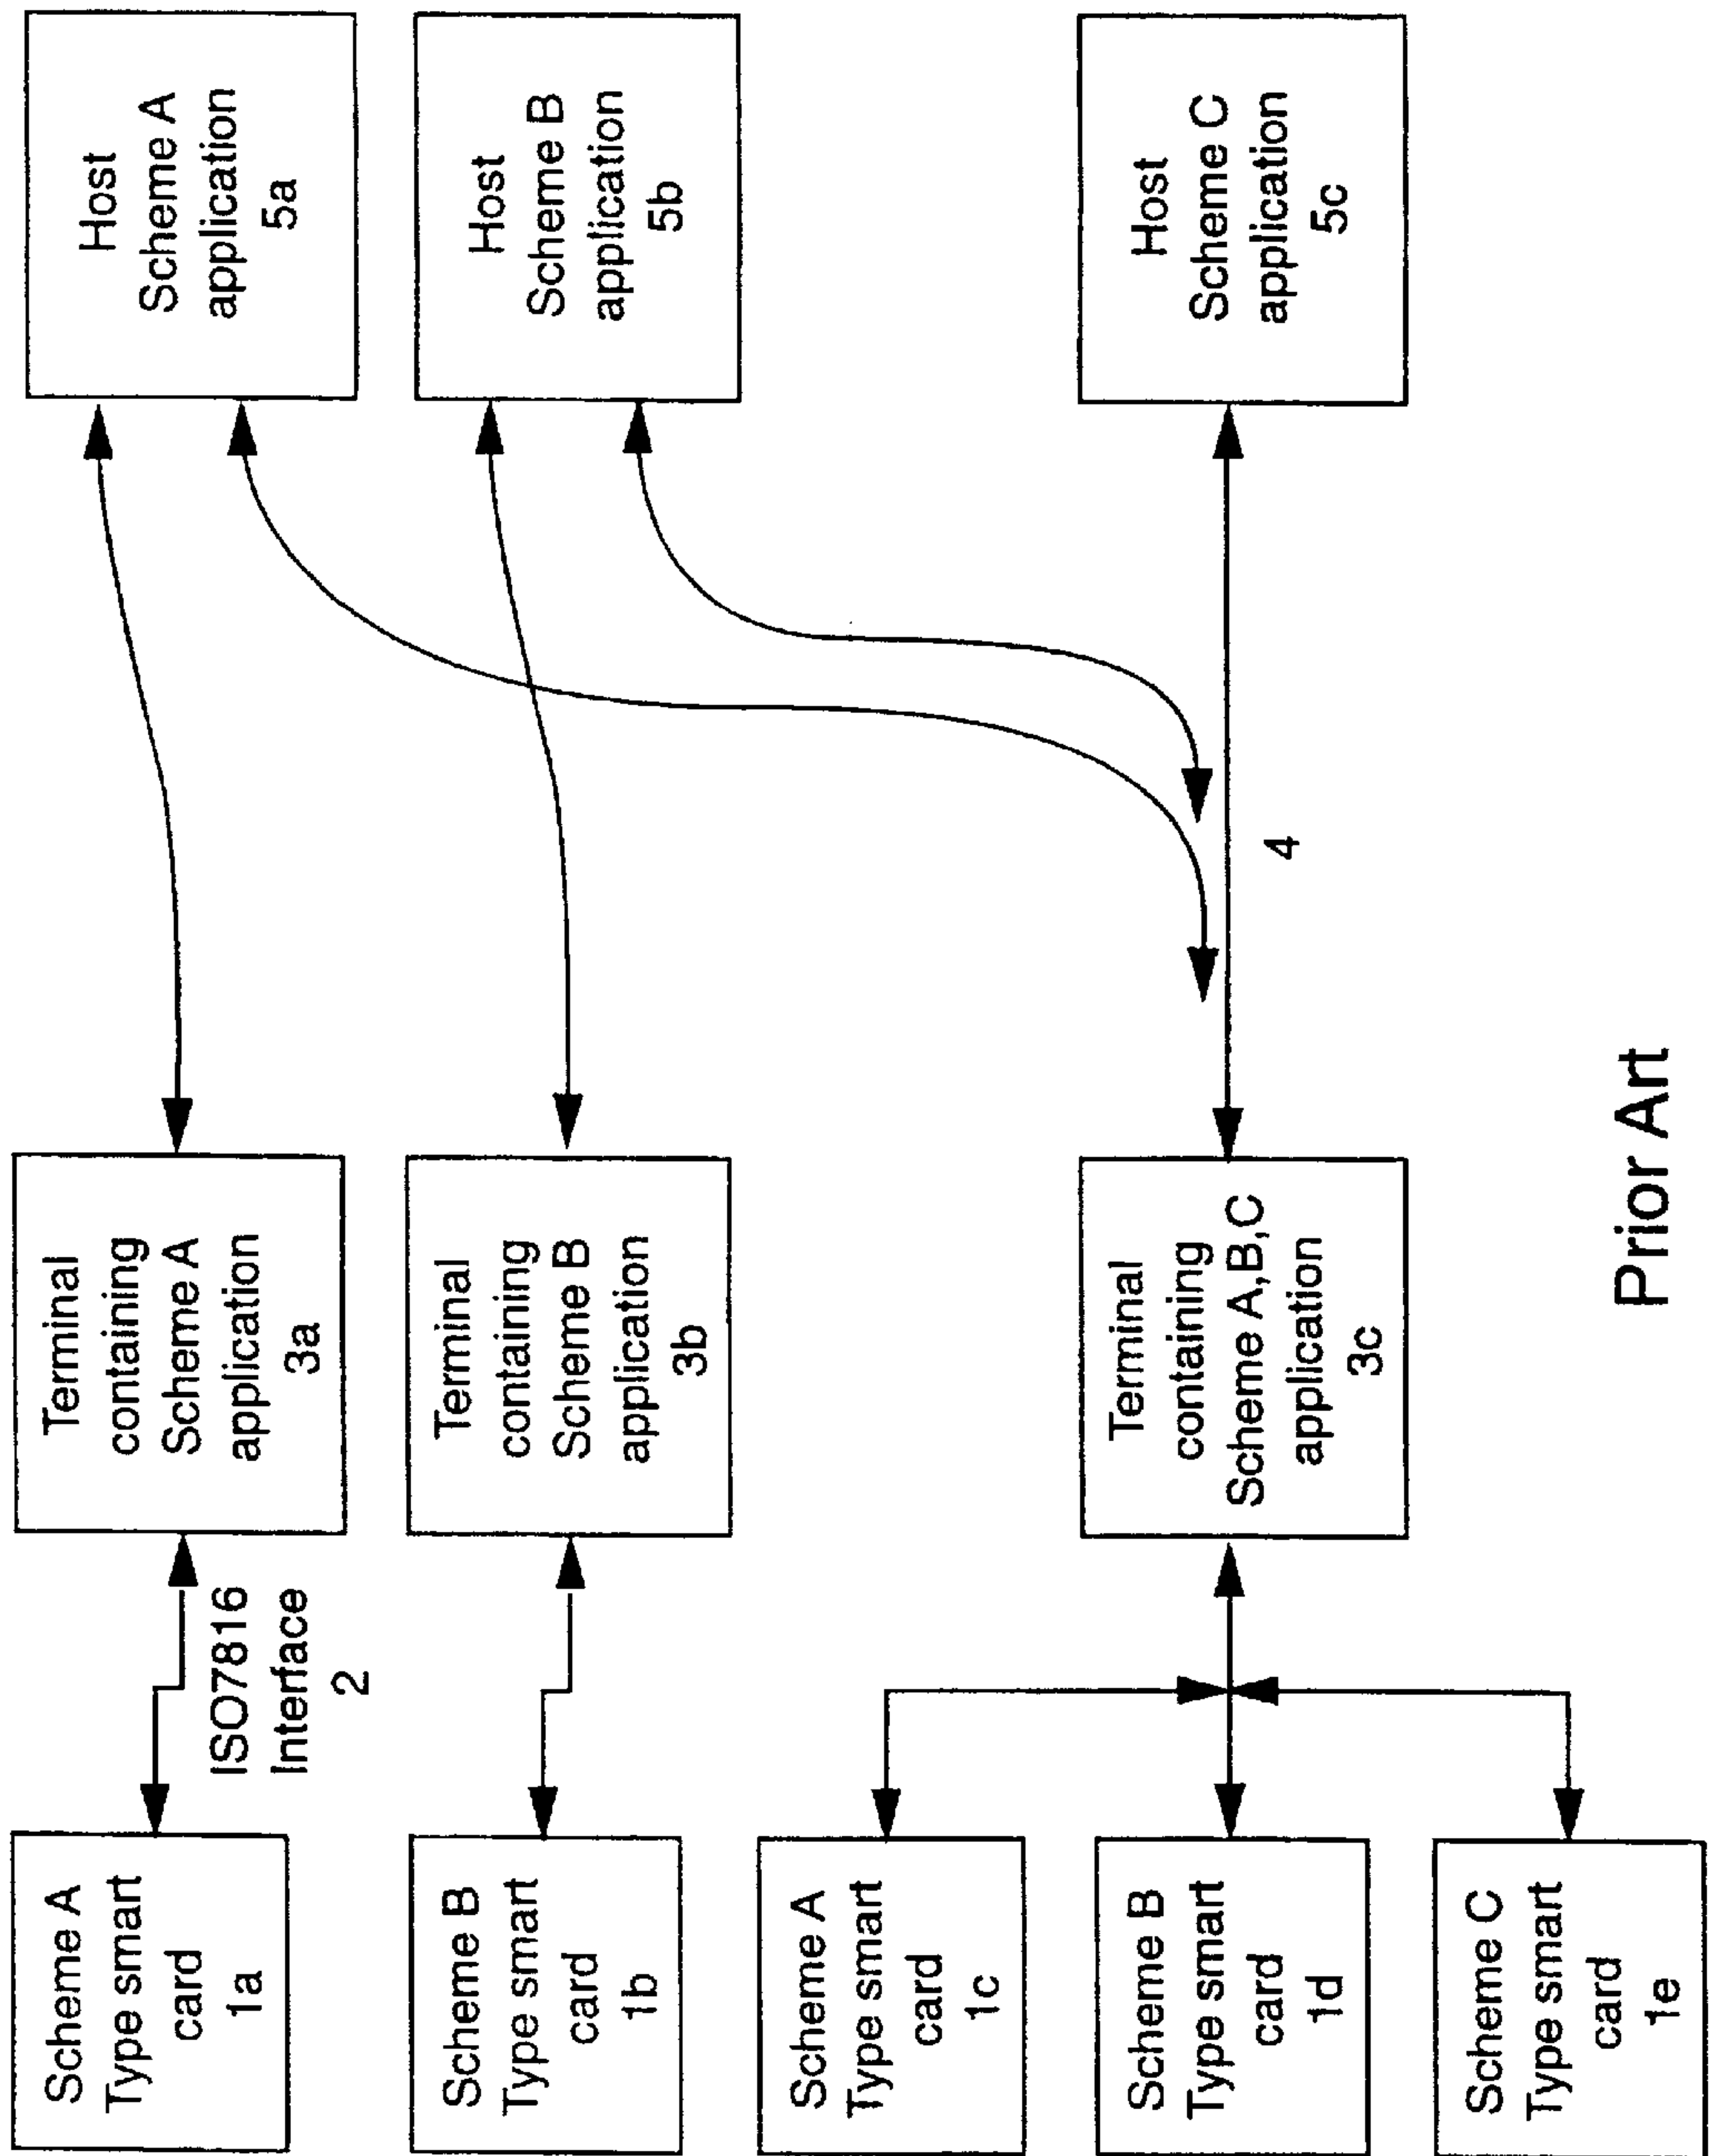 Scheme A
Type smart
card
1a
ISO7816
Interface
2
Terminal
containing
Scheme A
application
3a
Host
Scheme A
application
5a
Scheme B
Type smart
card
1b
Terminal
containing
Scheme B
application
3b
Host
Scheme B
application
5b
Scheme A
Type smart
card
1c
Scheme B
Type smart
card
1d
Scheme C
Type smart
card
1e
Terminal
containing
Scheme A,B,C
application
3c
4
Host
Scheme C
application
5c
Prior Art